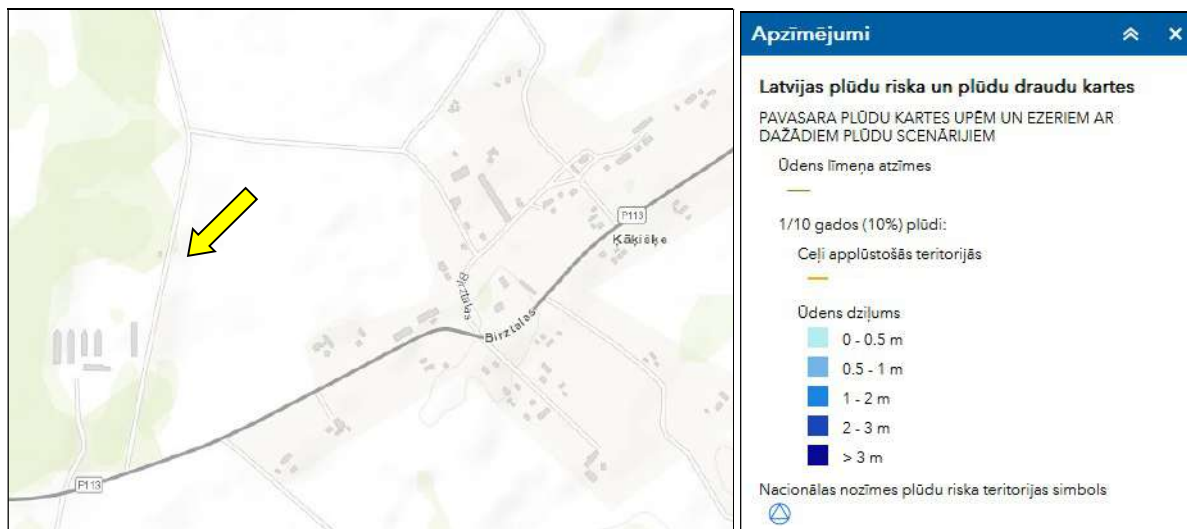 P113
Ķāķišķe
Birztalas
Birztalas
P113
Apzīmējumi
Latvijas plūdu riska un plūdu draudu kartes
PAVASARA PLŪDU KARTES UPĒM UN EZERIEM AR
DAŽĀDIEM PLŪDU SCENĀRIJIEM
Ūdens līmeņa atzīmes
1/10 gados (10%) plūdi:
Ceļi applūstošās teritorijās
Ūdens dziļums
0 - 0.5 m
0.5 - 1 m
1 - 2 m
2 - 3 m
> 3 m
Nacionālas nozīmes plūdu riska teritorijas simbols